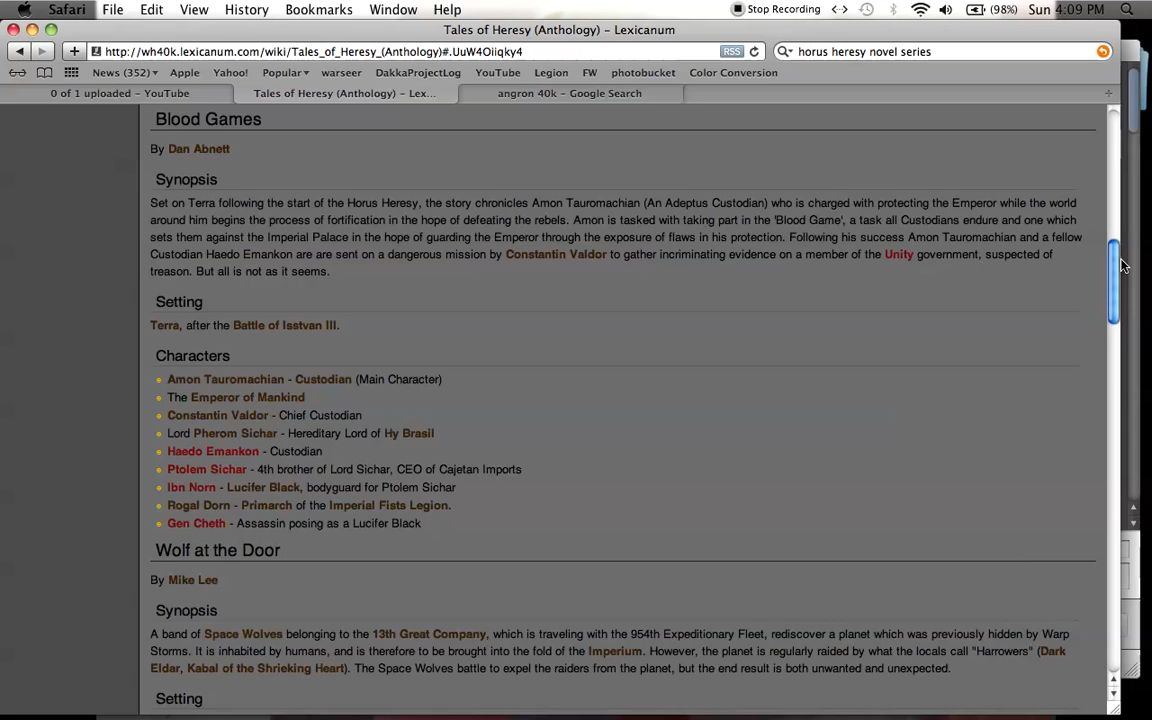 Safari File Edit View History Bookmarks Window Help Stop Recording (98%) Sun 4:09 PM
Tales of Heresy (Anthology) – Lexicanum
http://wh40k.lexicanum.com/wiki/Tales_of_Heresy_(Anthology)#.UuW4Oiiqky4 RSS horus heresy novel series
News (352) Apple Yahoo! Popular warseer DakkaProjectLog YouTube Legion FW photobucket Color Conversion
0 of 1 uploaded – YouTube Tales of Heresy (Anthology) – Lex... angron 40k – Google Search
Blood Games
By Dan Abnett
Synopsis
Set on Terra following the start of the Horus Heresy, the story chronicles Amon Tauromachian (An Adeptus Custodian) who is charged with protecting the Emperor while the world
around him begins the process of fortification in the hope of defeating the rebels. Amon is tasked with taking part in the 'Blood Game', a task all Custodians endure and one which
sets them against the Imperial Palace in the hope of guarding the Emperor through the exposure of flaws in his protection. Following his success Amon Tauromachian and a fellow
Custodian Haedo Emankon are are sent on a dangerous mission by Constantin Valdor to gather incriminating evidence on a member of the Unity government, suspected of
treason. But all is not as it seems.
Setting
Terra, after the Battle of Isstvan III.
Characters
Amon Tauromachian - Custodian (Main Character)
The Emperor of Mankind
Constantin Valdor - Chief Custodian
Lord Pherom Sichar - Hereditary Lord of Hy Brasil
Haedo Emankon - Custodian
Ptolem Sichar - 4th brother of Lord Sichar, CEO of Cajetan Imports
Ibn Norn - Lucifer Black, bodyguard for Ptolem Sichar
Rogal Dorn - Primarch of the Imperial Fists Legion.
Gen Cheth - Assassin posing as a Lucifer Black
Wolf at the Door
By Mike Lee
Synopsis
A band of Space Wolves belonging to the 13th Great Company, which is traveling with the 954th Expeditionary Fleet, rediscover a planet which was previously hidden by Warp
Storms. It is inhabited by humans, and is therefore to be brought into the fold of the Imperium. However, the planet is regularly raided by what the locals call "Harrowers" (Dark
Eldar, Kabal of the Shrieking Heart). The Space Wolves battle to expel the raiders from the planet, but the end result is both unwanted and unexpected.
Setting